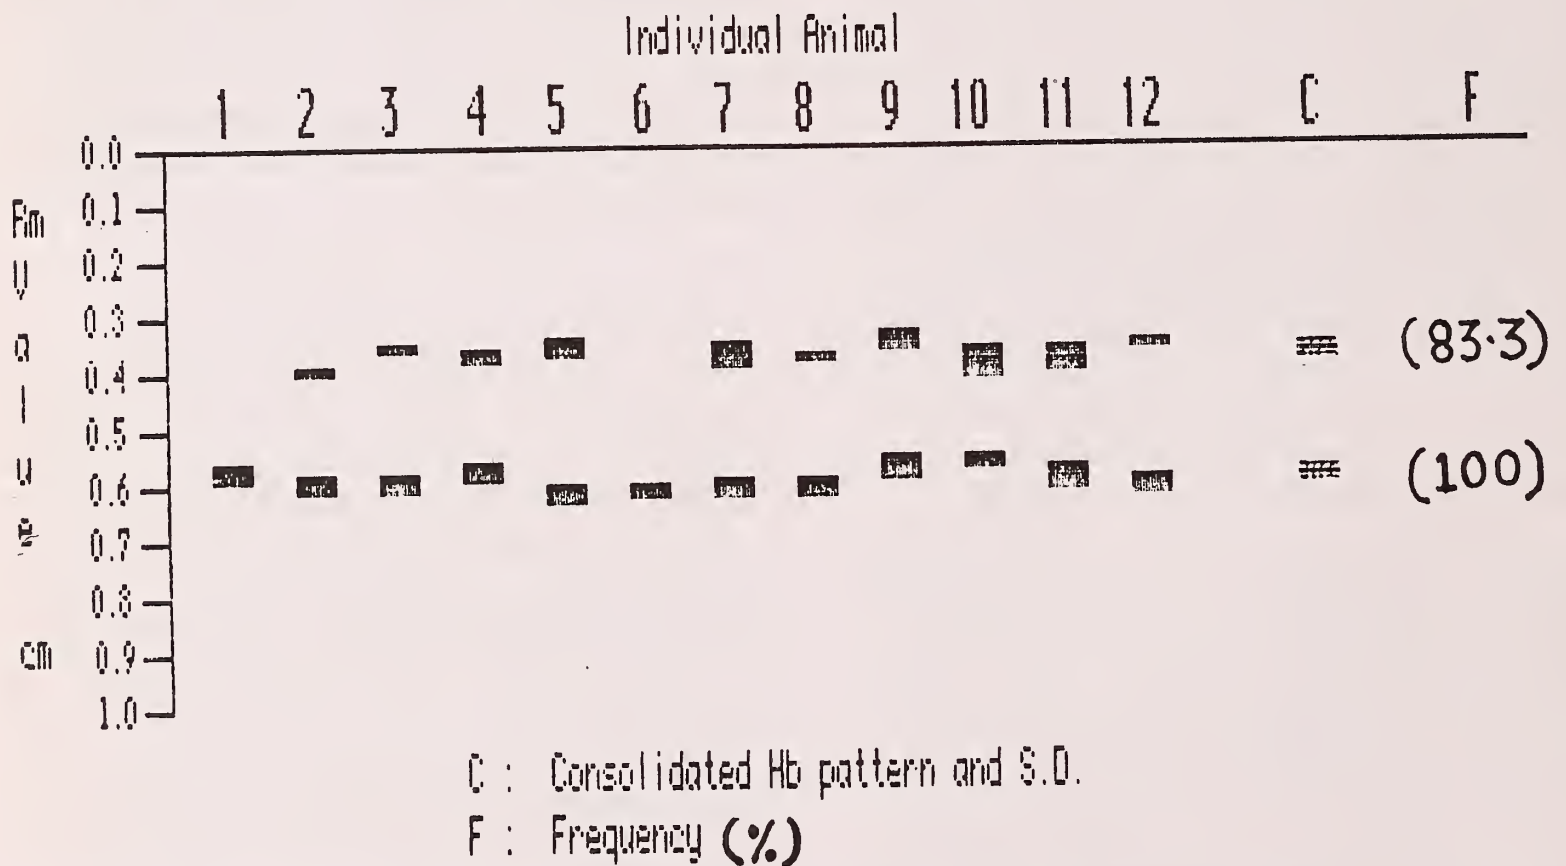 Individual Animal
1 2 3 4 5 6 7 8 9 10 11 12 C F
Rm Value cm
0.0
0.1
0.2
0.3
0.4
0.5
0.6
0.7
0.8
0.9
1.0
(83.3)
(100)
C : Consolidated Hb pattern and S.D.
F : Frequency (%)